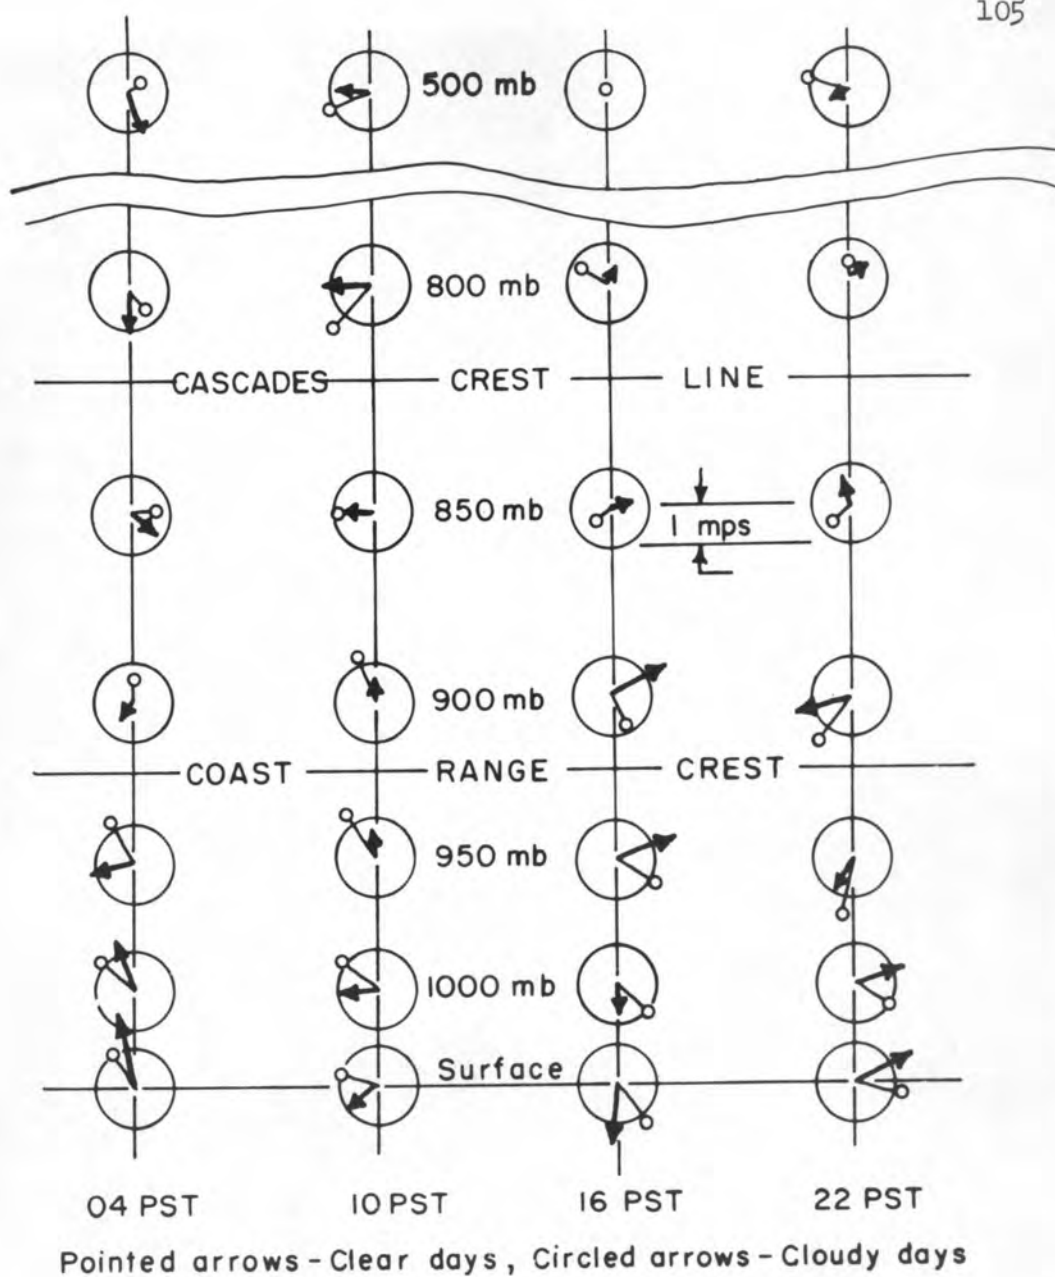 105
500 mb
800 mb
CASCADES CREST LINE
850 mb
1 mps
900 mb
COAST RANGE CREST
950 mb
1000 mb
Surface
04 PST 10 PST 16 PST 22 PST
Pointed arrows - Clear days, Circled arrows - Cloudy days